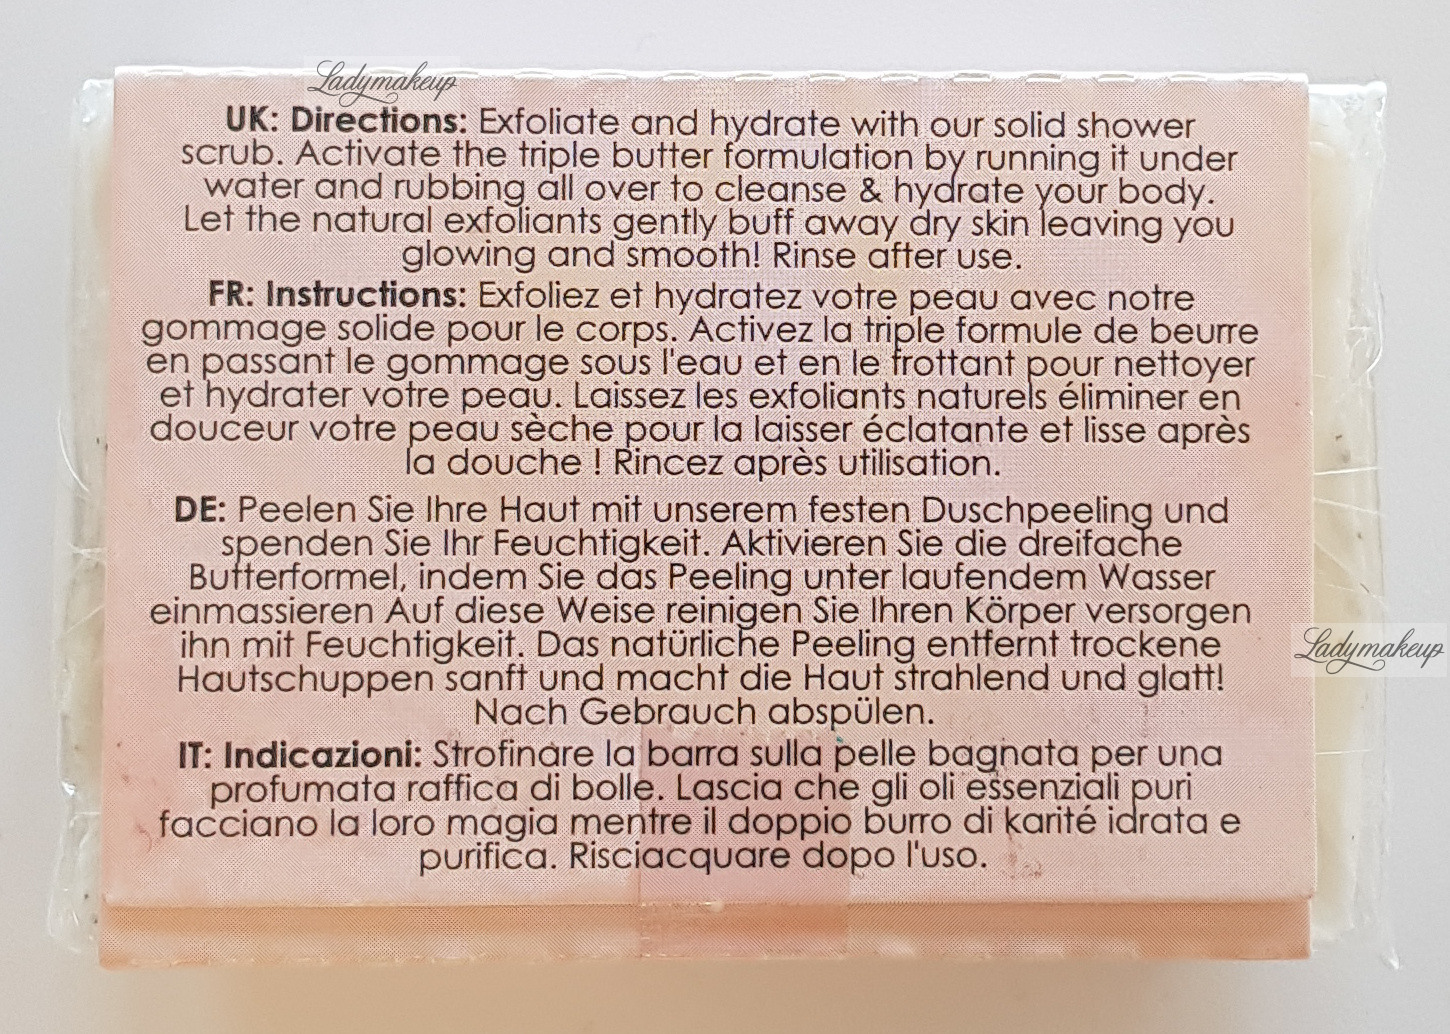 Ladymakeup
UK: Directions: Exfoliate and hydrate with our solid shower
scrub. Activate the triple butter formulation by running it under
water and rubbing all over to cleanse & hydrate your body.
Let the natural exfoliants gently buff away dry skin leaving you
glowing and smooth! Rinse after use.
FR: Instructions: Exfoliez et hydratez votre peau avec notre
gommage solide pour le corps. Activez la triple formule de beurre
en passant le gommage sous l'eau et en le frottant pour nettoyer
et hydrater votre peau. Laissez les exfoliants naturels éliminer en
douceur votre peau sèche pour la laisser éclatante et lisse après
la douche ! Rincez après utilisation.
DE: Peelen Sie Ihre Haut mit unserem festen Duschpeeling und
spenden Sie Ihr Feuchtigkeit. Aktivieren Sie die dreifache
Butterformel, indem Sie das Peeling unter laufendem Wasser
einmassieren Auf diese Weise reinigen Sie Ihren Körper versorgen
ihn mit Feuchtigkeit. Das natürliche Peeling entfernt trockene
Hautschuppen sanft und macht die Haut strahlend und glatt!
Nach Gebrauch abspülen.
IT: Indicazioni: Strofinare la barra sulla pelle bagnata per una
profumata raffica di bolle. Lascia che gli oli essenziali puri
facciano la loro magia mentre il doppio burro di karité idrata e
purifica. Risciacquare dopo l'uso.
Ladymakeup